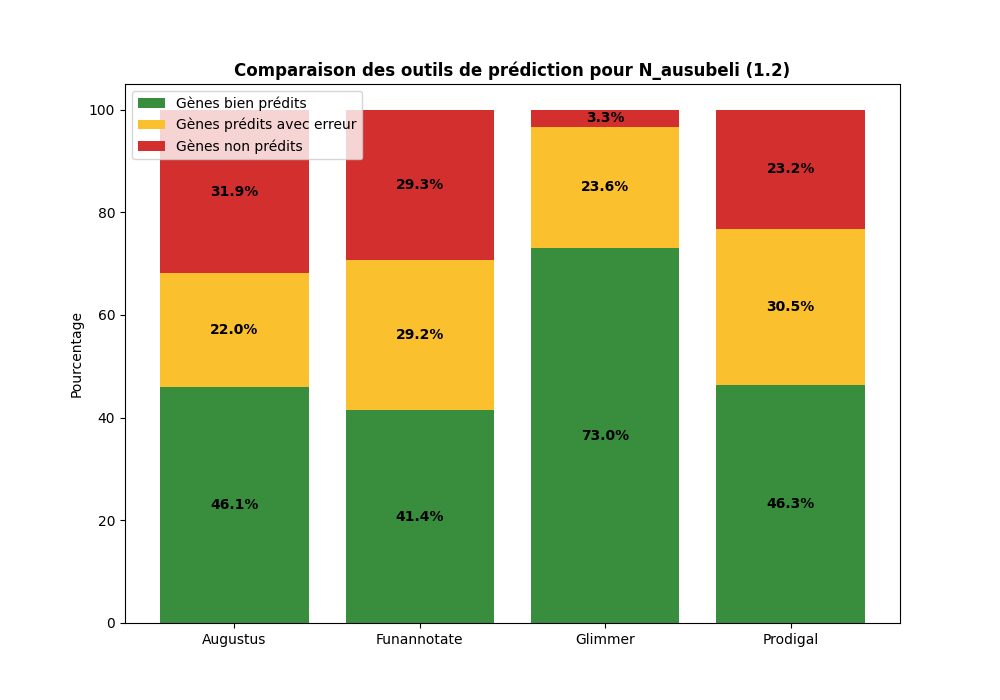 Comparaison des outils de prédiction pour N_ausubeli (1.2)
Gènes bien prédits
Gènes prédits avec erreur
Gènes non prédits
Pourcentage
100
80
60
40
20
0
31.9%
22.0%
46.1%
29.3%
29.2%
41.4%
3.3%
23.6%
73.0%
23.2%
30.5%
46.3%
Augustus
Funannotate
Glimmer
Prodigal